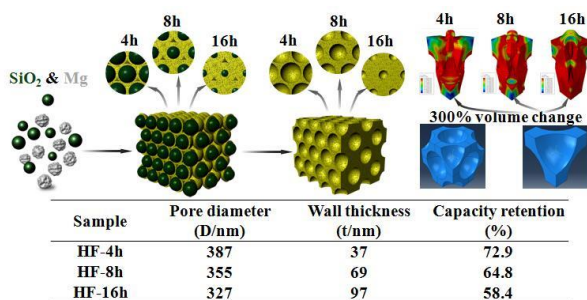 4h 8h 16h
4h 8h 16h
4h 8h 16h
SiO2 & Mg
300% volume change
Sample Pore diameter (D/nm) Wall thickness (t/nm) Capacity retention (%)
HF-4h 387 37 72.9
HF-8h 355 69 64.8
HF-16h 327 97 58.4